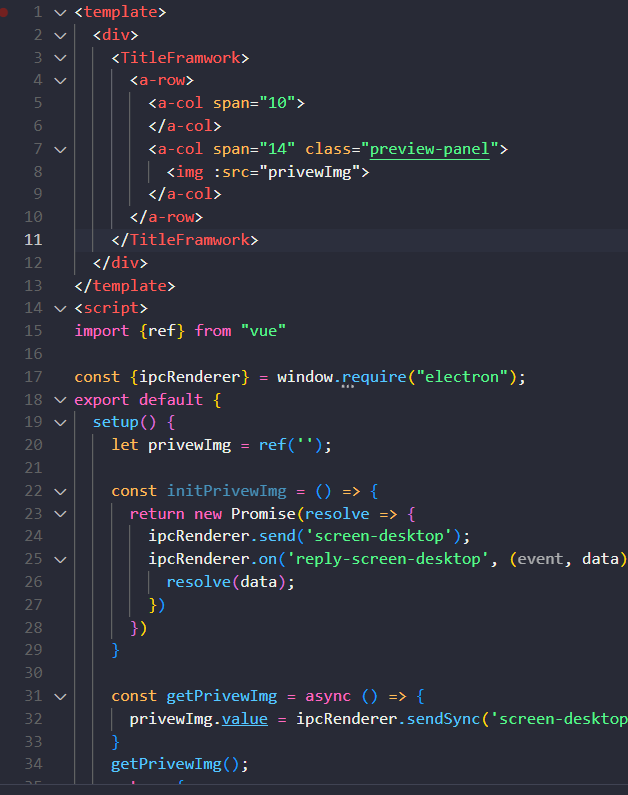 1 <template>
2 <div>
3 <TitleFramwork>
4 <a-row>
5 <a-col span="10">
6 </a-col>
7 <a-col span="14" class="preview-panel">
8 <img :src="privewImg">
9 </a-col>
10 </a-row>
11 </TitleFramwork>
12 </div>
13 </template>
14 <script>
15 import {ref} from "vue"
16
17 const {ipcRenderer} = window.require("electron");
18 export default {
19 setup() {
20 let privewImg = ref('');
21
22 const initPrivewImg = () => {
23 return new Promise(resolve => {
24 ipcRenderer.send('screen-desktop');
25 ipcRenderer.on('reply-screen-desktop', (event, data)
26 resolve(data);
27 })
28 })
29 }
30
31 const getPrivewImg = async () => {
32 privewImg.value = ipcRenderer.sendSync('screen-desktop
33 }
34 getPrivewImg();